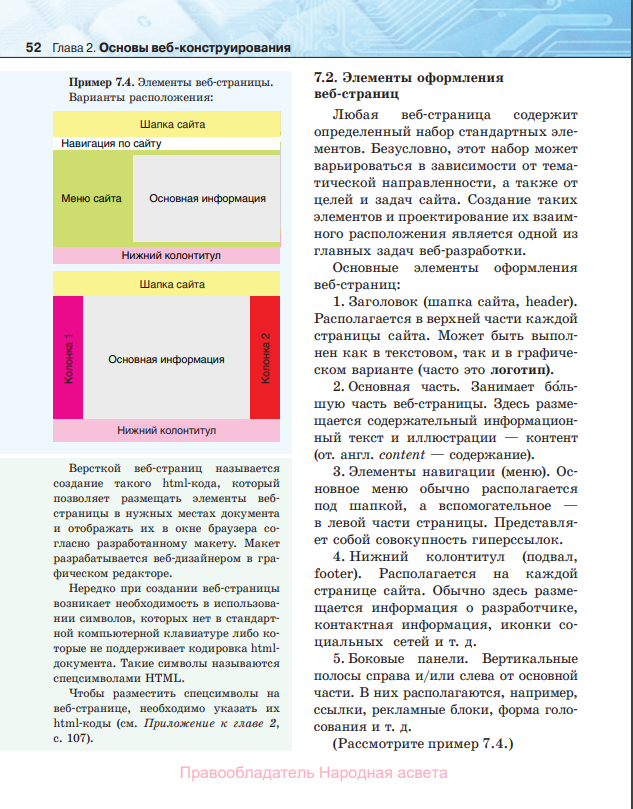 52 Глава 2. Основы веб-конструирования
Пример 7.4. Элементы веб-страницы.
Варианты расположения:
Шапка сайта
Навигация по сайту
Меню сайта
Основная информация
Нижний колонтитул
Шапка сайта
Колонка 1
Основная информация
Колонка 2
Нижний колонтитул
Версткой веб-страниц называется
создание такого html-кода, который
позволяет размещать элементы веб-
страницы в нужных местах документа
и отображать их в окне браузера со-
гласно разработанному макету. Макет
разрабатывается веб-дизайнером в гра-
фическом редакторе.
Нередко при создании веб-страницы
возникает необходимость в использова-
нии символов, которых нет в стандарт-
ной компьютерной клавиатуре либо ко-
торые не поддерживает кодировка html-
документа. Такие символы называются
спецсимволами HTML.
Чтобы разместить спецсимволы на
веб-странице, необходимо указать их
html-коды (см. Приложение к главе 2,
с. 107).
7.2. Элементы оформления
веб-страниц
Любая веб-страница содержит
определенный набор стандартных эле-
ментов. Безусловно, этот набор может
варьироваться в зависимости от тема-
тической направленности, а также от
целей и задач сайта. Создание таких
элементов и проектирование их взаим-
ного расположения является одной из
главных задач веб-разработки.
Основные элементы оформления
веб-страниц:
1. Заголовок (шапка сайта, header).
Располагается в верхней части каждой
страницы сайта. Может быть выпол-
нен как в текстовом, так и в графиче-
ском варианте (часто это логотип).
2. Основная часть. Занимает бо́ль-
шую часть веб-страницы. Здесь разме-
щается содержательный информацион-
ный текст и иллюстрации — контент
(от. англ. content — содержание).
3. Элементы навигации (меню). Ос-
новное меню обычно располагается
под шапкой, а вспомогательное —
в левой части страницы. Представля-
ет собой совокупность гиперссылок.
4. Нижний колонтитул (подвал,
footer). Располагается на каждой
странице сайта. Обычно здесь разме-
щается информация о разработчике,
контактная информация, иконки со-
циальных сетей и т. д.
5. Боковые панели. Вертикальные
полосы справа и/или слева от основной
части. В них располагаются, например,
ссылки, рекламные блоки, форма голо-
сования и т. д.
(Рассмотрите пример 7.4.)
Правообладатель Народная асвета